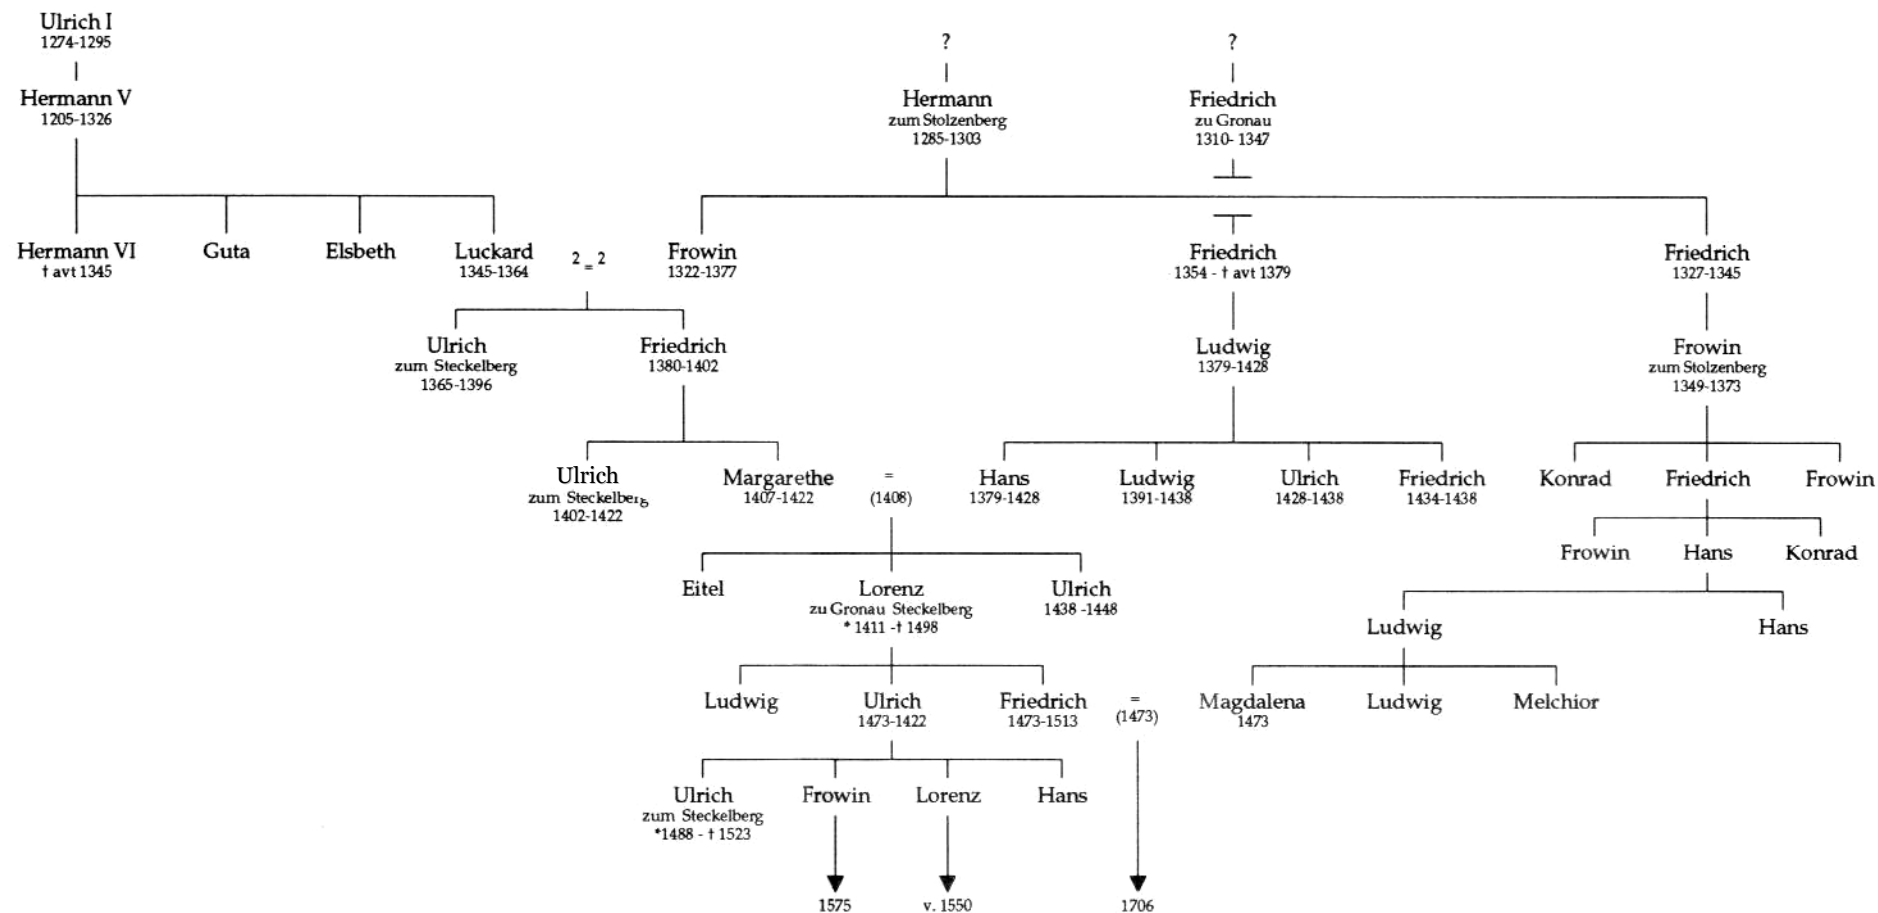 Ulrich I
1274-1295
Hermann V
1205-1326
?
Hermann
zum Stolzenberg
1285-1303
?
Friedrich
zu Gronau
1310- 1347
Hermann VI
† avt 1345
Guta
Elsbeth
Luckard
1345-1364
2 = 2
Frowin
1322-1377
Friedrich
1354 - † avt 1379
Friedrich
1327-1345
Ulrich
zum Steckelberg
1365-1396
Friedrich
1380-1402
Ludwig
1379-1428
Frowin
zum Stolzenberg
1349-1373
Ulrich
zum Steckelberg
1402-1422
Margarethe
1407-1422
=
(1408)
Hans
1379-1428
Ludwig
1391-1438
Ulrich
1428-1438
Friedrich
1434-1438
Konrad
Friedrich
Frowin
Frowin
Hans
Konrad
Eitel
Lorenz
zu Gronau Steckelberg
* 1411 -† 1498
Ulrich
1438 -1448
Ludwig
Hans
Ludwig
Ulrich
1473-1422
Friedrich
1473-1513
=
(1473)
Magdalena
1473
Ludwig
Melchior
Ulrich
zum Steckelberg
*1488 - † 1523
Frowin
Lorenz
Hans
1575
v. 1550
1706